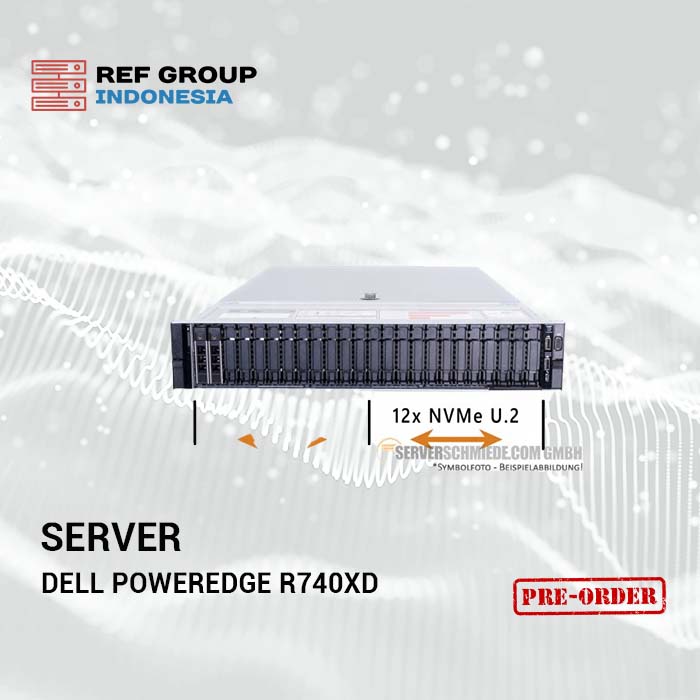 REF GROUP
INDONESIA
12x NVMe U.2
SERVERSCHMIEDE.COM GMBH
*SYMBOLFOTO - BEISPIELABBILDUNG!
SERVER
DELL POWEREDGE R740XD
PRE-ORDER